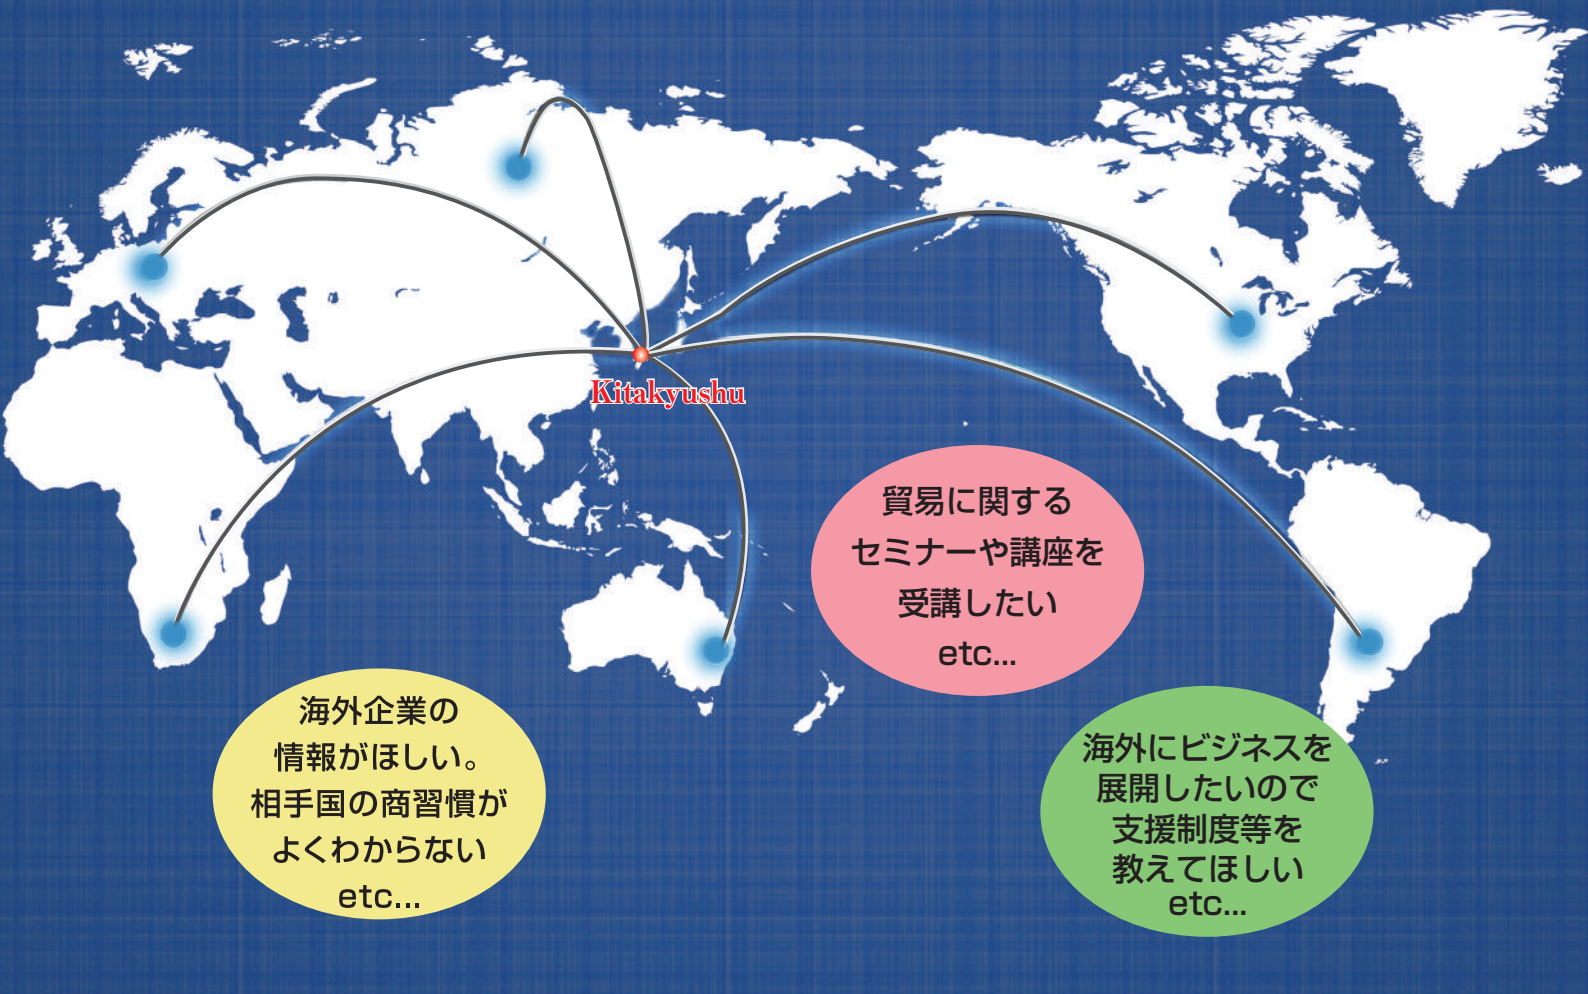 Kitakyushu
貿易に関する
セミナーや講座を
受講したい
etc...
海外企業の
情報がほしい。
相手国の商習慣が
よくわからない
etc...
海外にビジネスを
展開したいので
支援制度等を
教えてほしい
etc...